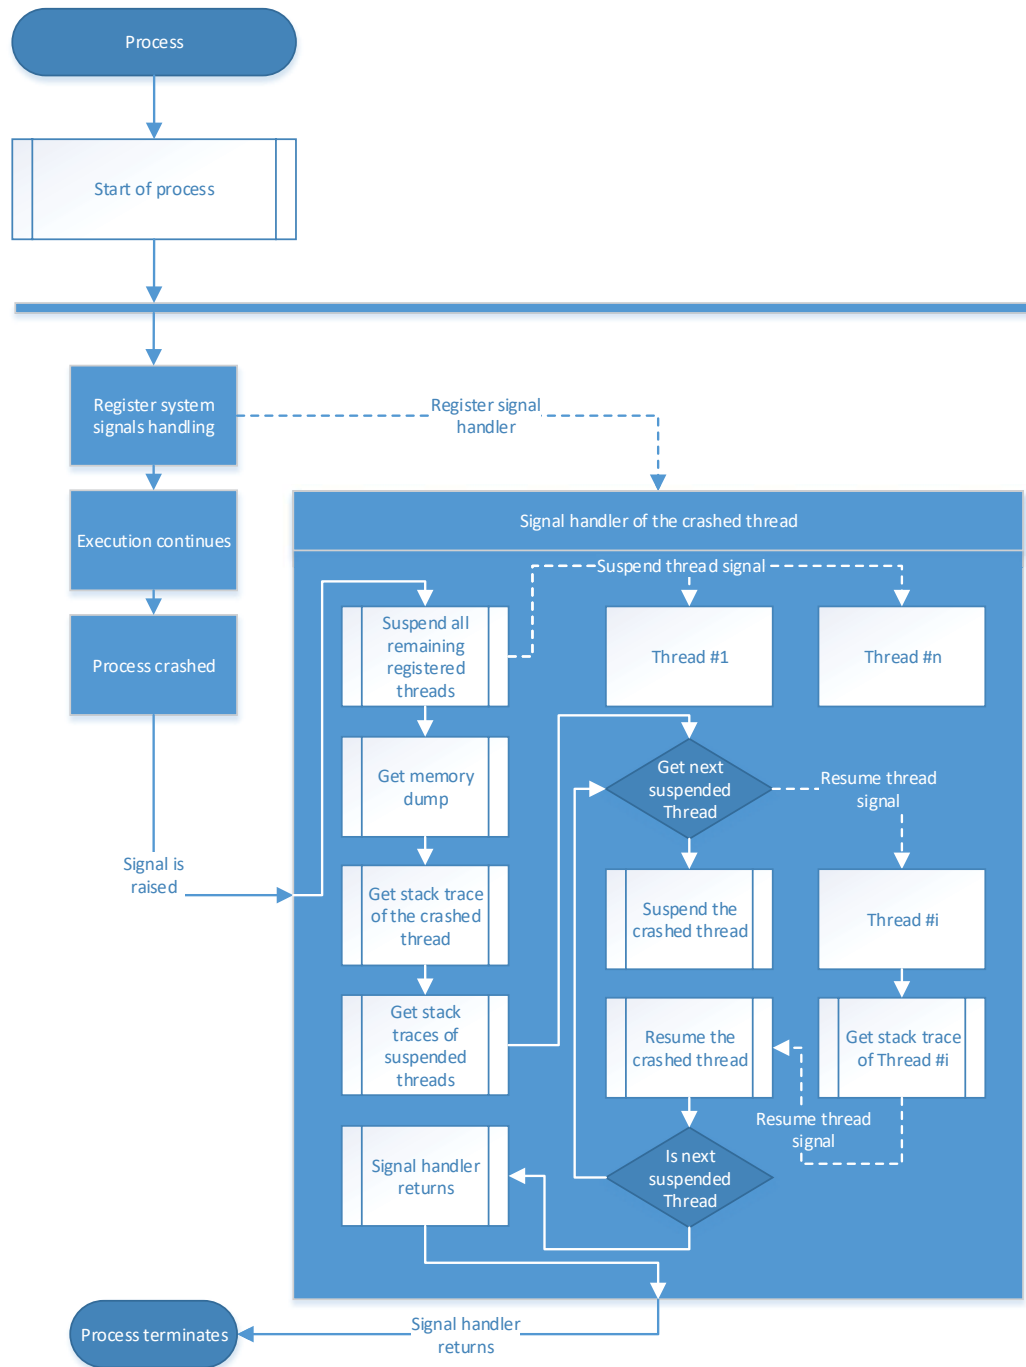 Process
Start of process
Register system
signals handling
Register signal
handler
Execution continues
Process crashed
Signal is
raised
Signal handler of the crashed thread
Suspend thread signal
Suspend all
remaining
registered
threads
Thread #1
Thread #n
Get memory
dump
Get next
suspended
Thread
Resume thread
signal
Get stack trace
of the crashed
thread
Suspend the
crashed thread
Thread #i
Get stack
traces of
suspended
threads
Resume the
crashed thread
Get stack trace
of Thread #i
Resume thread
signal
Signal handler
returns
Is next
suspended
Thread
Process terminates
Signal handler
returns